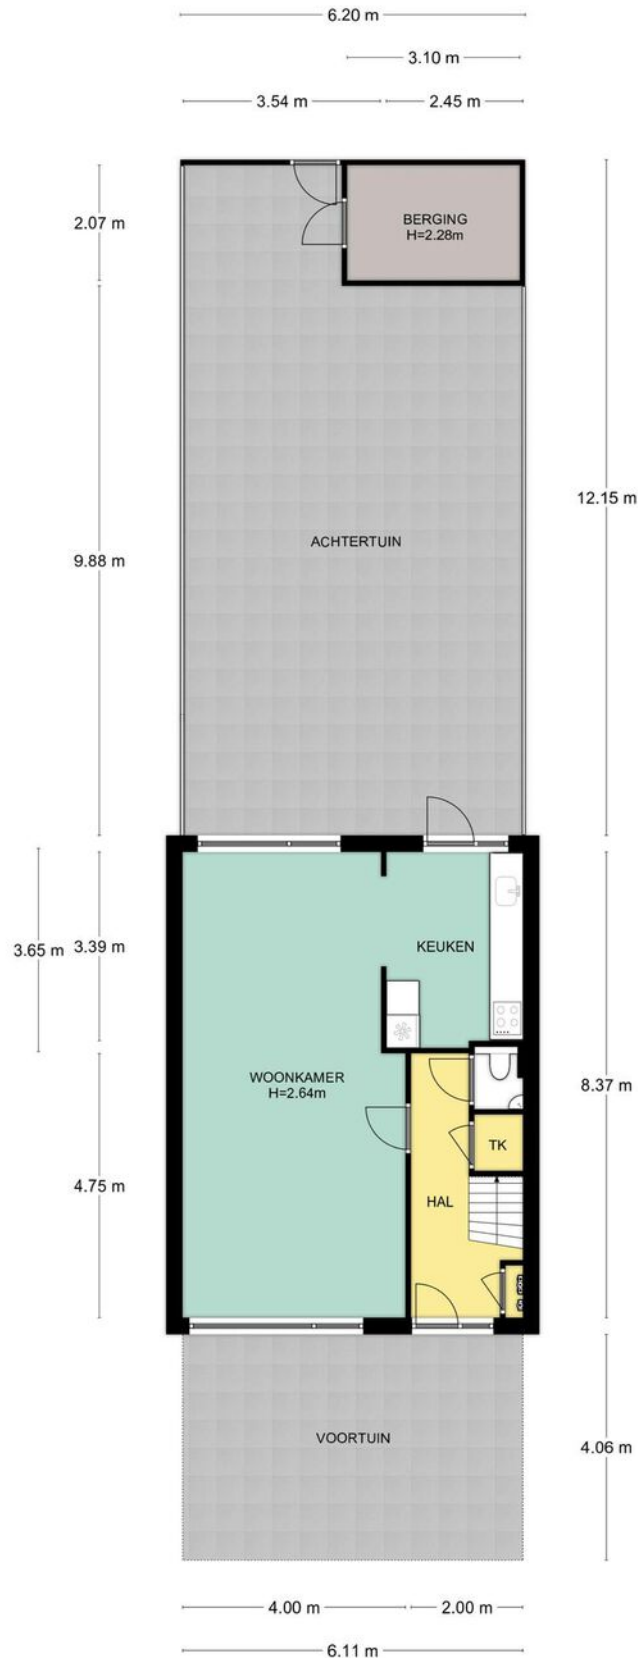 6.20 m
3.10 m
3.54 m
2.45 m
2.07 m
BERGING
H=2.28m
12.15 m
ACHTERTUIN
9.88 m
3.65 m
3.39 m
KEUKEN
WOONKAMER
H=2.64m
8.37 m
TK
4.75 m
HAL
VOORTUIN
4.06 m
4.00 m
2.00 m
6.11 m